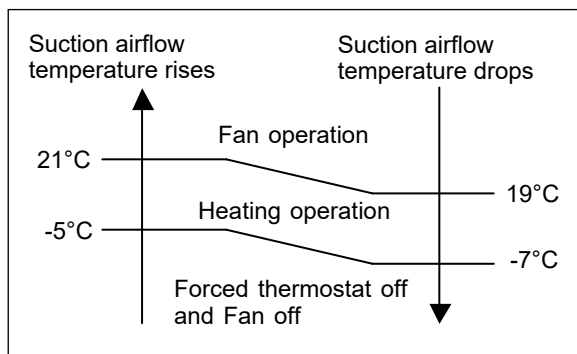 Suction airflow
temperature rises
Suction airflow
temperature drops
Fan operation
21°C
19°C
Heating operation
-5°C
-7°C
Forced thermostat off
and Fan off